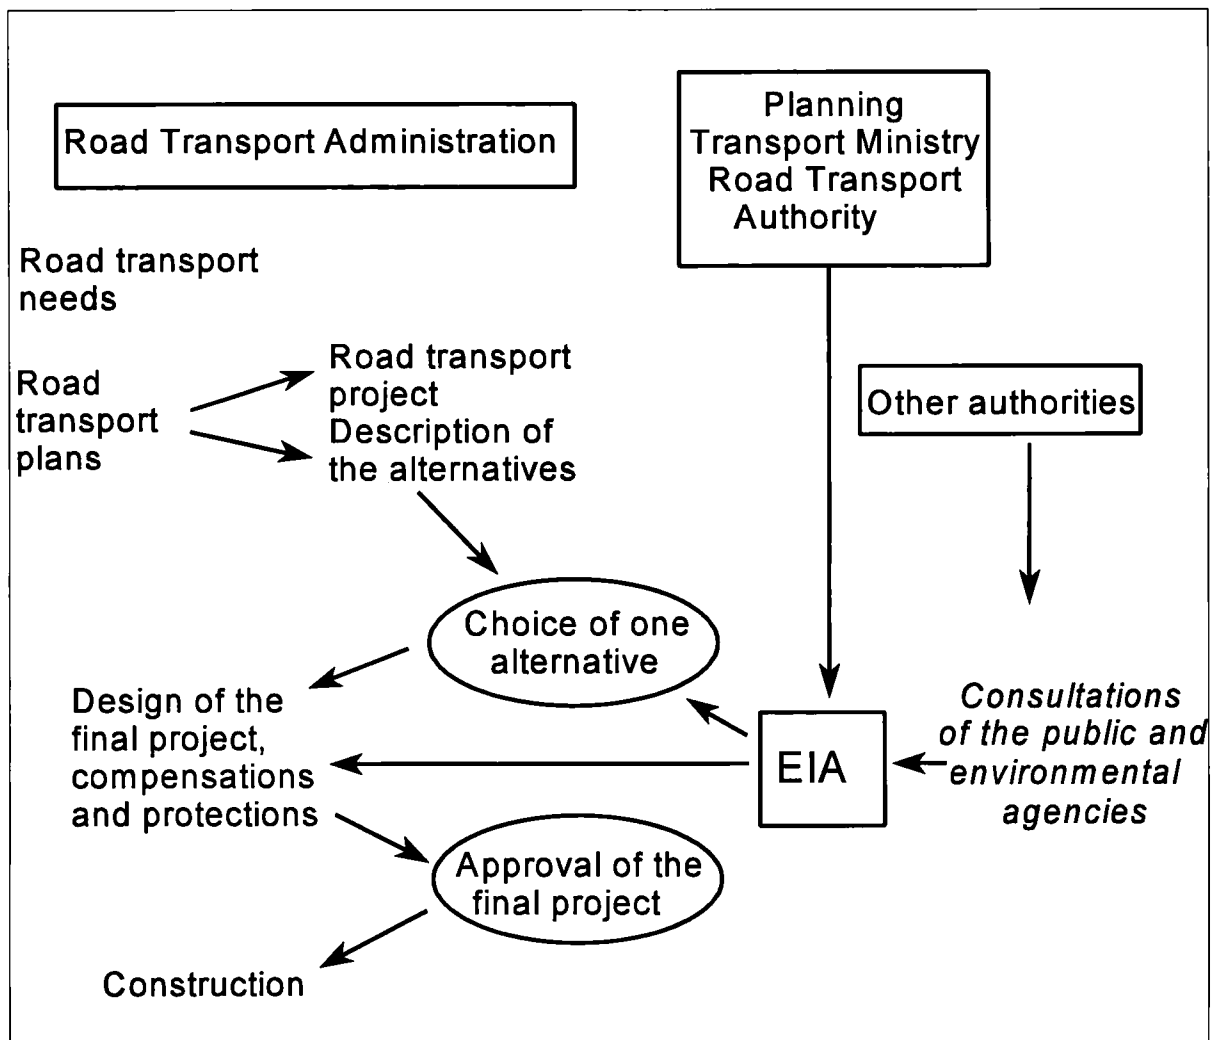 Road Transport Administration
Planning
Transport Ministry
Road Transport
Authority
Road transport
needs
Road
transport
plans
Road transport
project
Description of
the alternatives
Other authorities
Choice of one
alternative
Design of the
final project,
compensations
and protections
EIA
Consultations
of the public and
environmental
agencies
Approval of the
final project
Construction